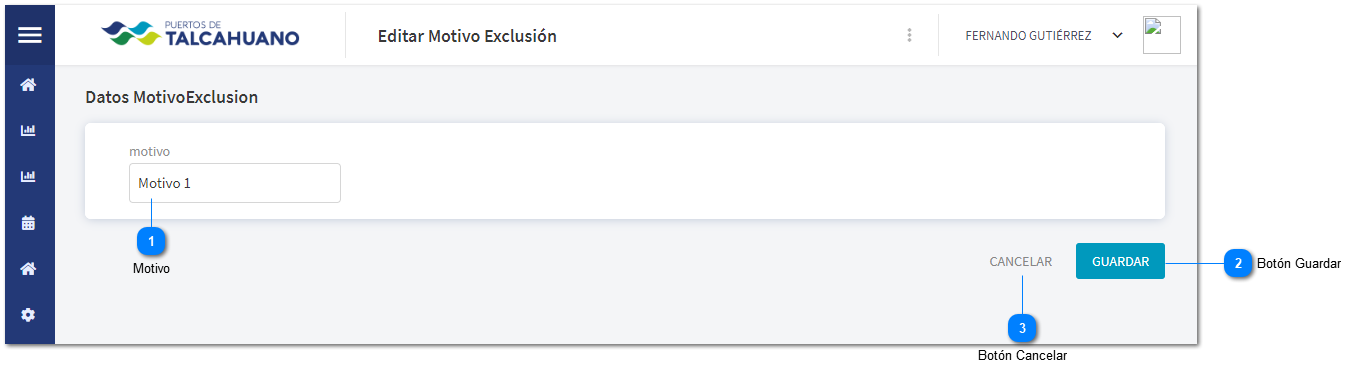 PUERTOS DE
TALCAHUANO
Editar Motivo Exclusión
FERNANDO GUTIÉRREZ
Datos MotivoExclusion
motivo
Motivo 1
1
Motivo
CANCELAR
GUARDAR
2
Botón Guardar
3
Botón Cancelar